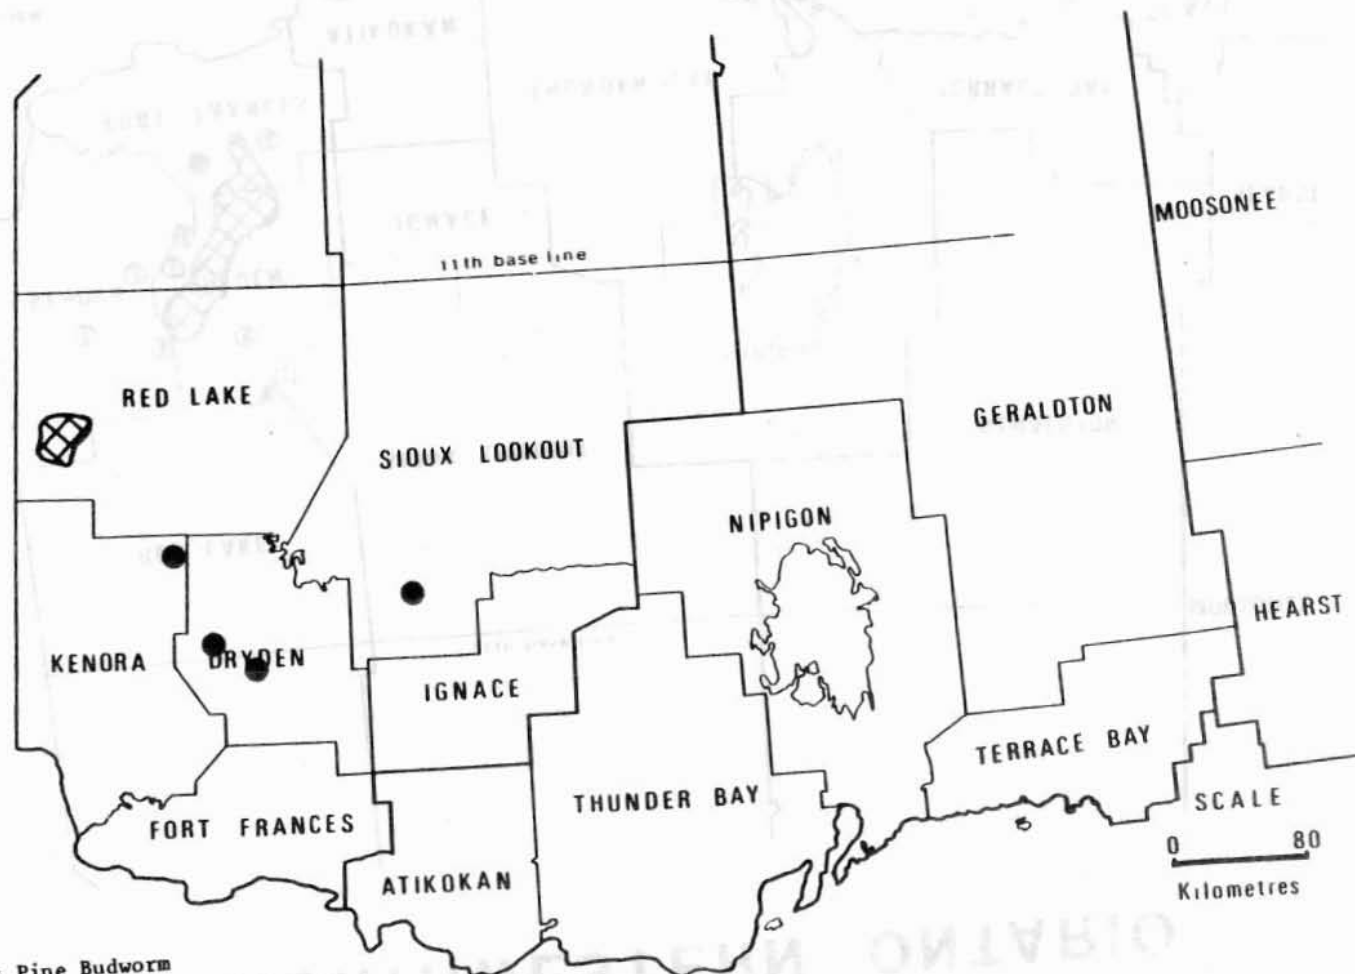 MOOSONEE
11th base line
RED LAKE
GERALDTON
SIOUX LOOKOUT
NIPIGON
HEARST
KENORA
DRYDEN
IGNACE
TERRACE BAY
THUNDER BAY
SCALE
FORT FRANCES
0 80
ATIKOKAN
Kilometres
Pine Budworm
ONTARIO